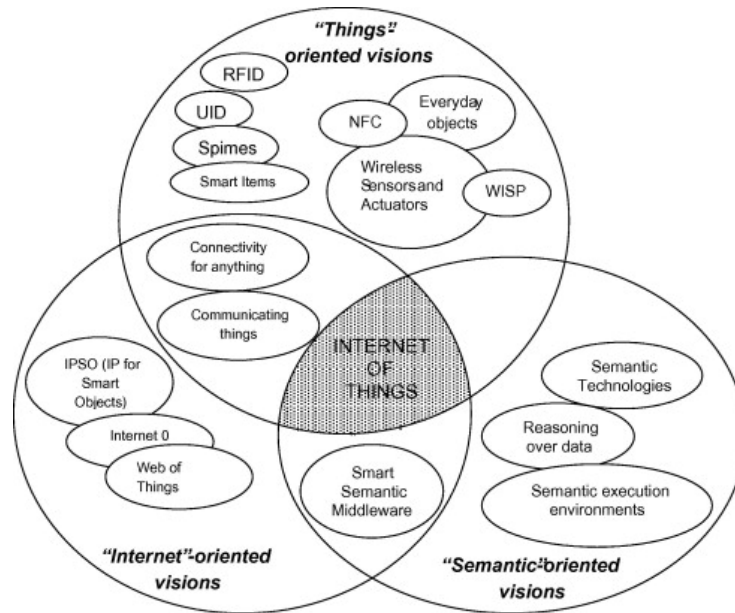 “Things”-
oriented visions
RFID
UID
Spimes
Smart Items
NFC
Everyday
objects
Wireless
Sensors and
Actuators
WISP
Connectivity
for anything
Communicating
things
INTERNET
OF
THINGS
IPSO (IP for
Smart
Objects)
Internet 0
Web of
Things
Semantic
Technologies
Reasoning
over data
Semantic execution
environments
Smart
Semantic
Middleware
“Internet”-oriented
visions
“Semantic”-oriented
visions